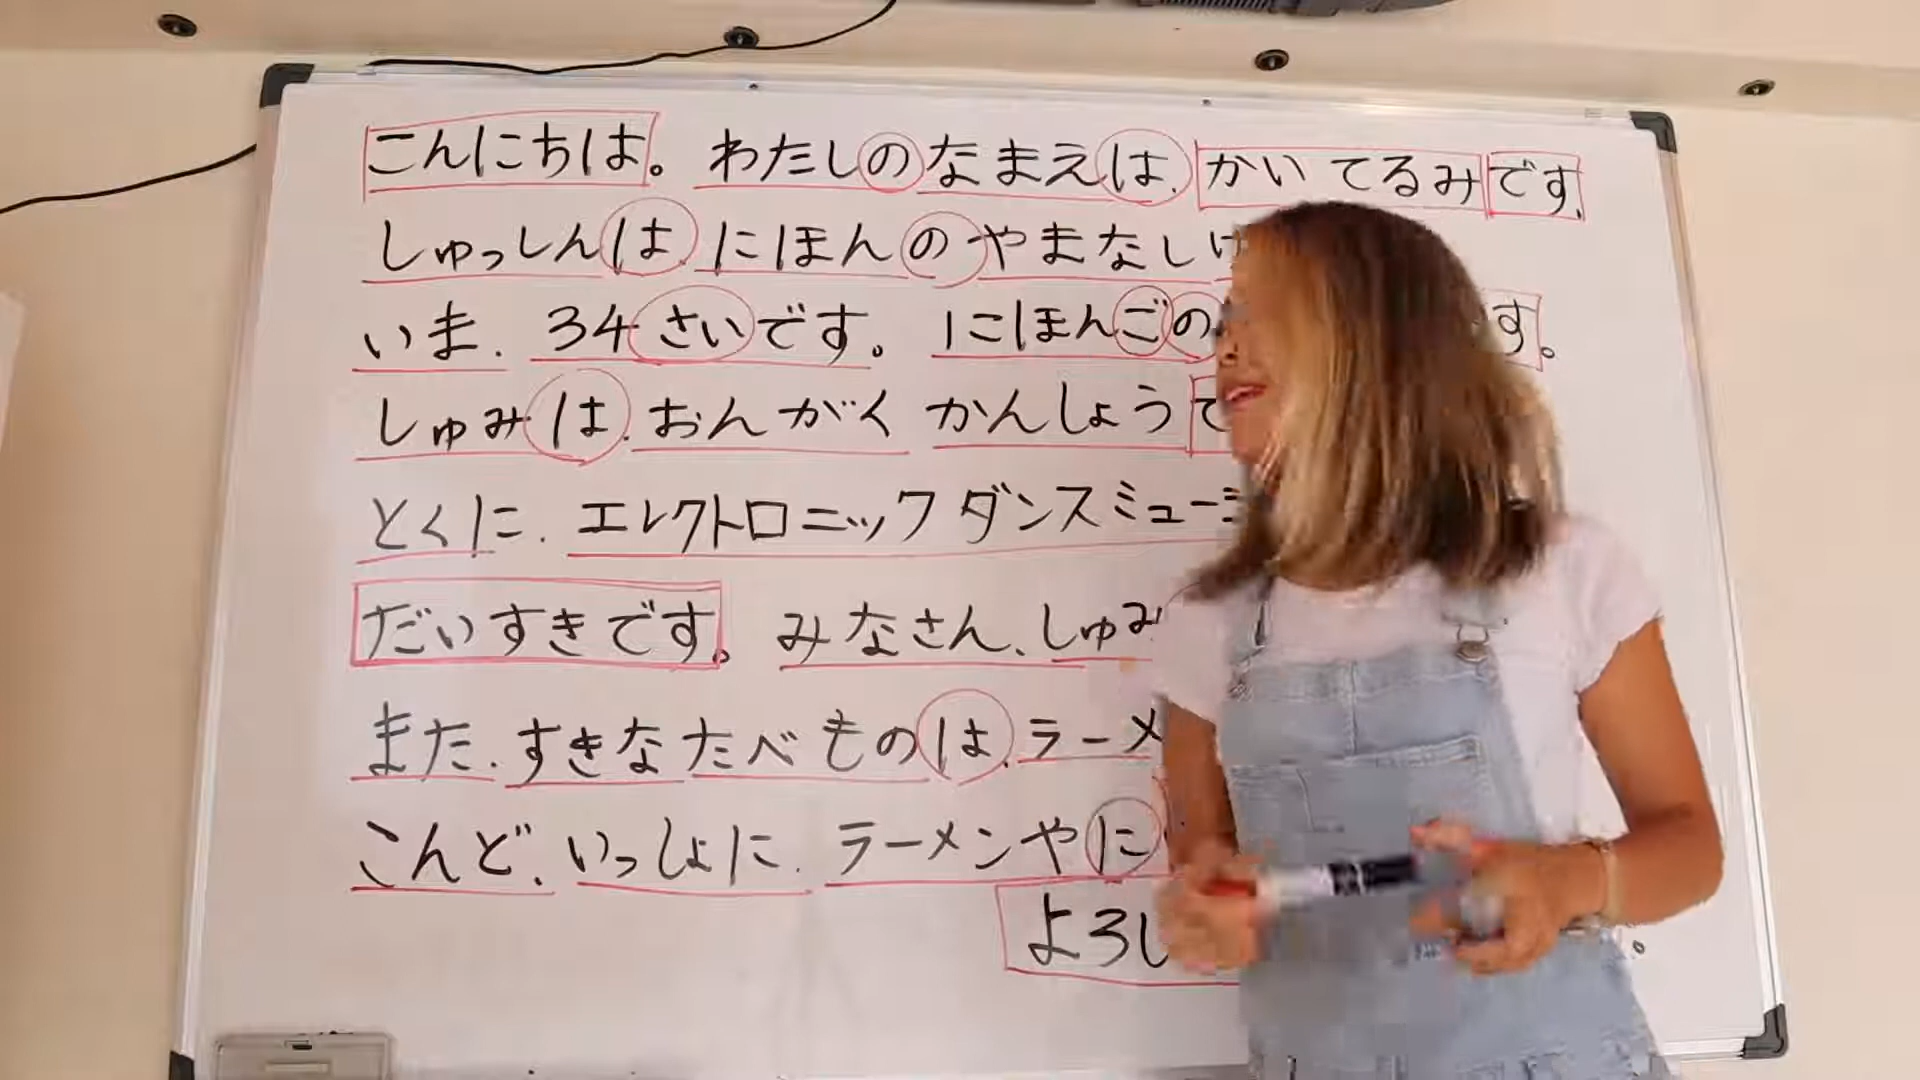 こんにちは。わたしのなまえは、かいてるみです。
しゅっしんは にほんの やまなしけ
いま、34さいです。にほんごの す。
しゅみは、おんがく かんしょう
とくに、エレクトロニックダンスミュー
だいすきです。みなさん、しゅみ
また、すきな たべものは、ラーメ
こんど、いっしょに、ラーメンやに
よろし